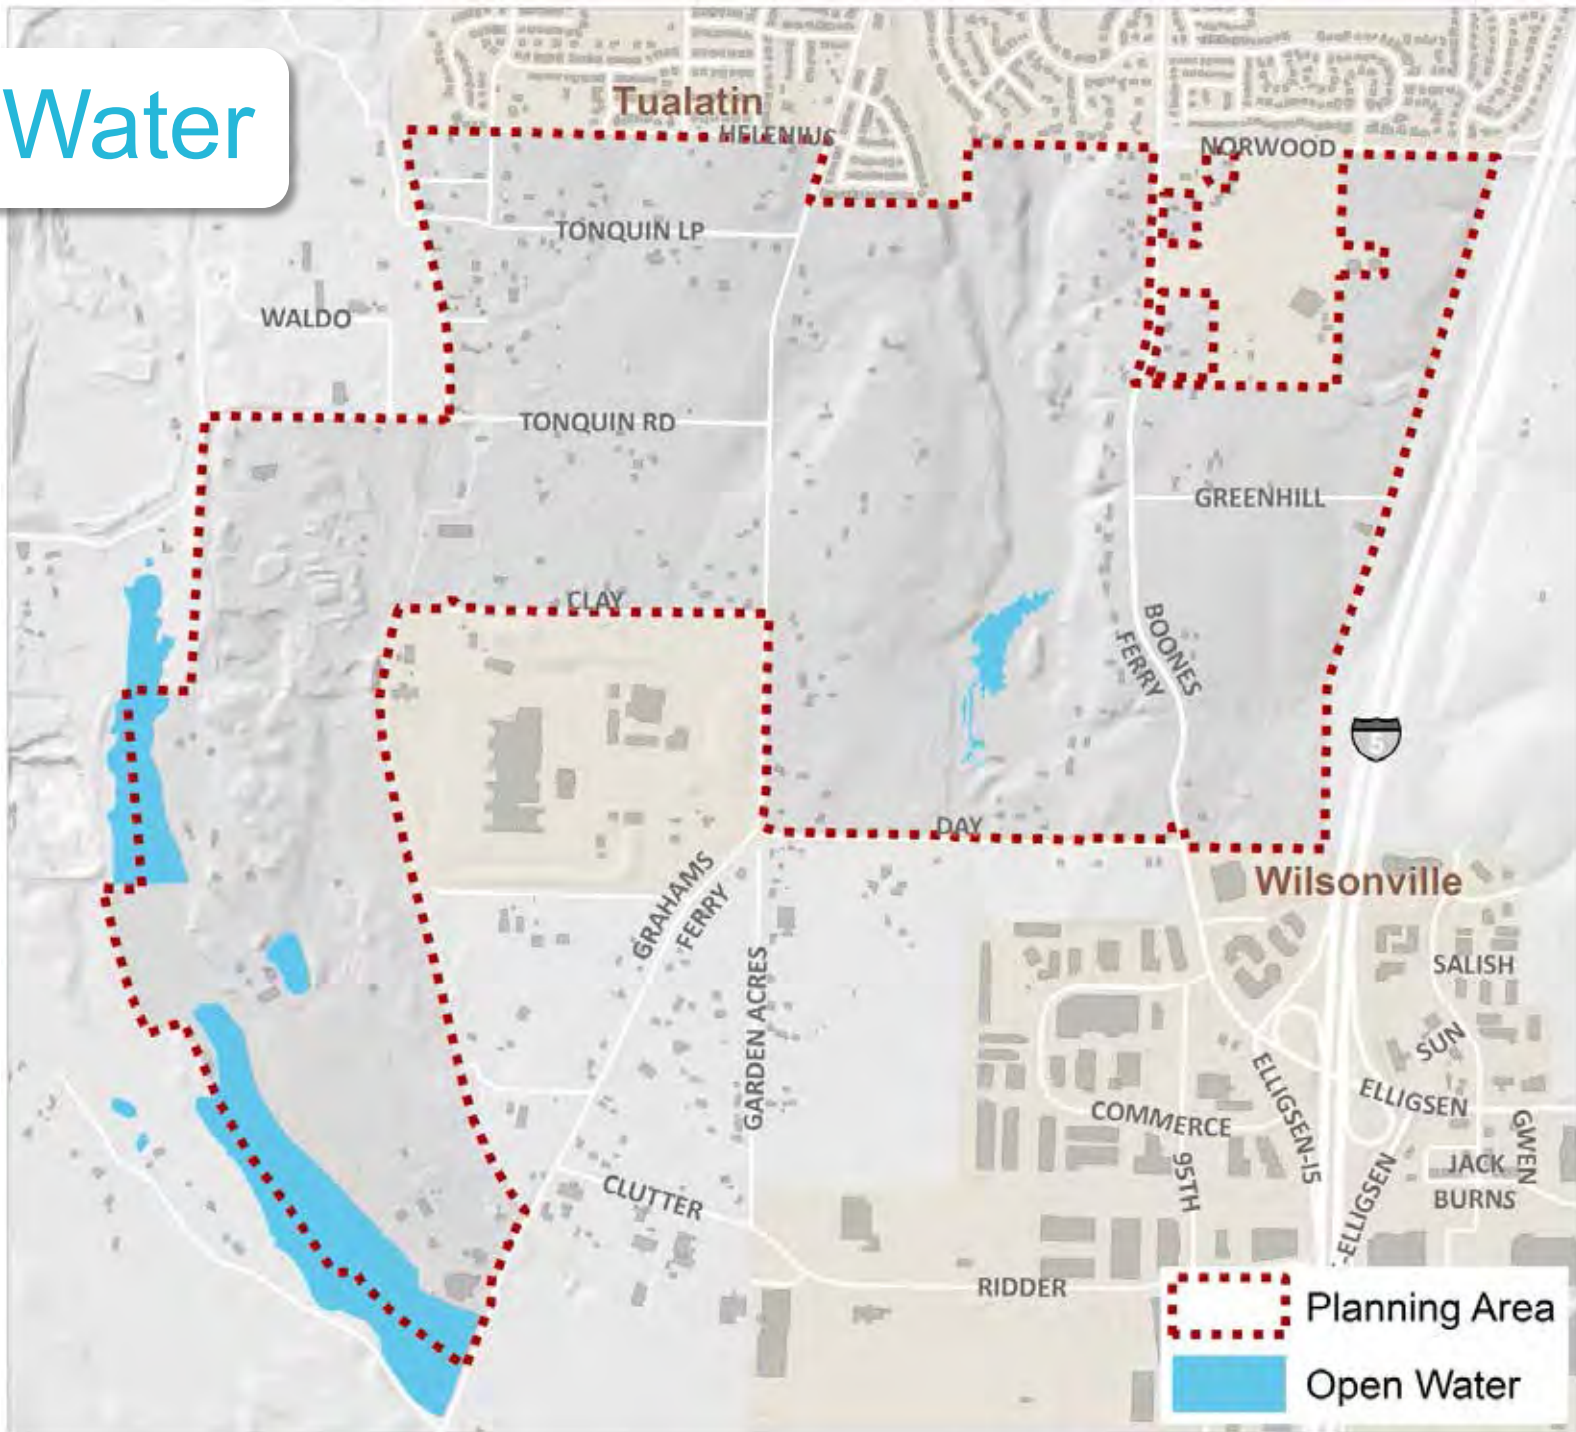 Water
Tualatin
HELENIUS
NORWOOD
TONQUIN LP
WALDO
TONQUIN RD
GREENHILL
CLAY
BOONES
FERRY
5
DAY
Wilsonville
GRAHAMS
FERRY
GARDEN ACRES
SALISH
SUN
ELLIGSEN
ELLIGSEN-I5
COMMERCE
95TH
GWEN
JACK
BURNS
CLUTTER
-ELLIGSEN
RIDDER
Planning Area
Open Water